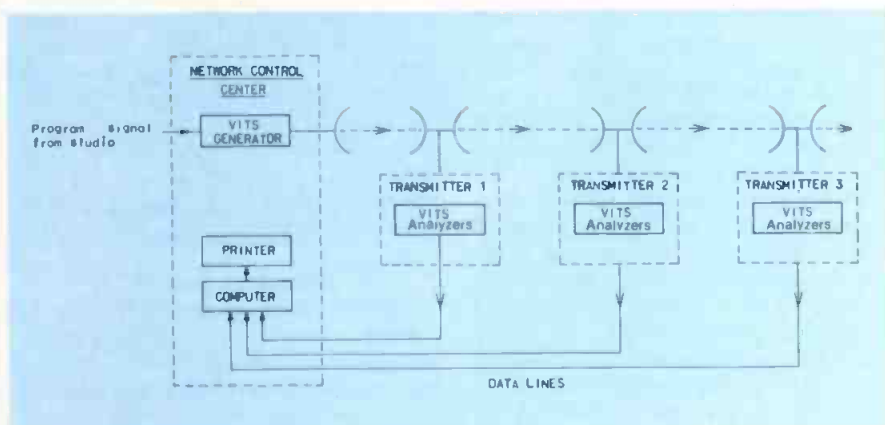 NETWORK CONTROL
CENTER
Program signal
from studio
VITS
GENERATOR
TRANSMITTER 1
VITS
Analyzers
TRANSMITTER 2
VITS
Analyzers
TRANSMITTER 3
VITS
Analyzers
PRINTER
COMPUTER
DATA LINES